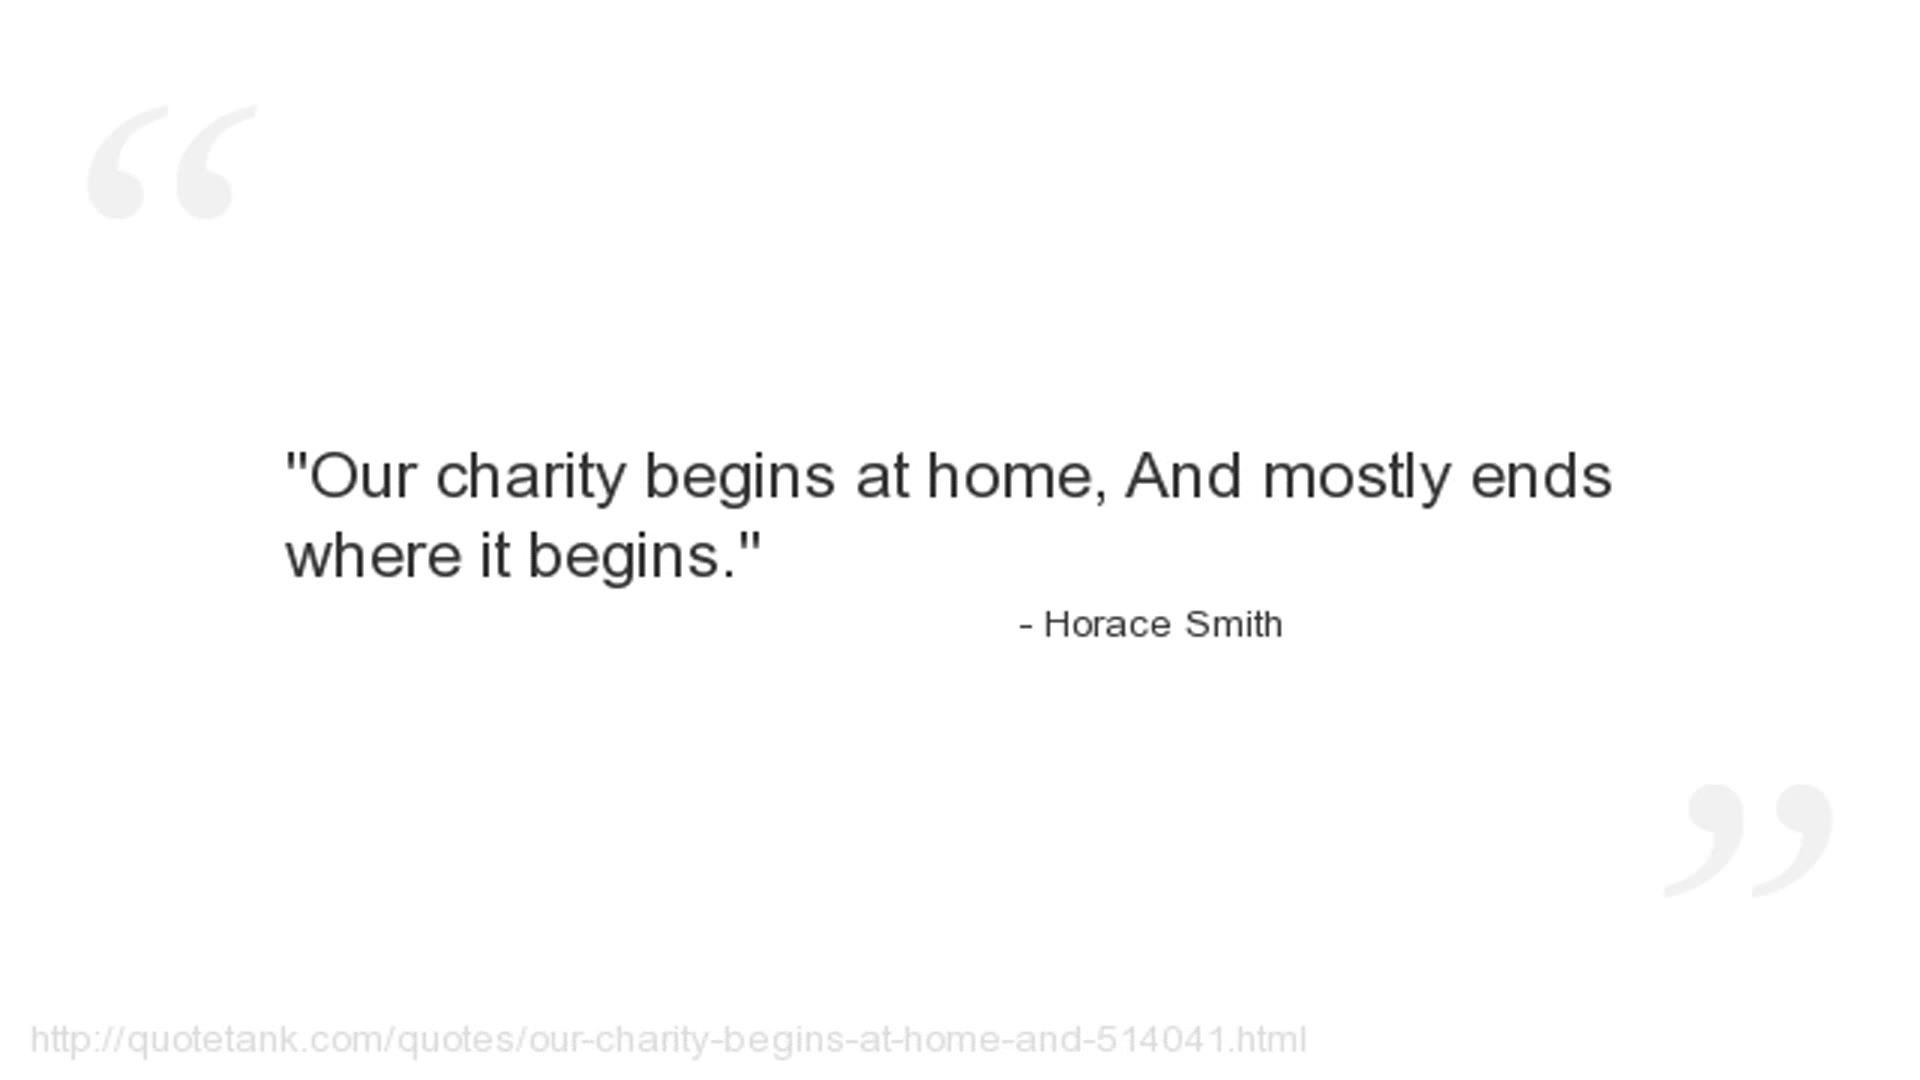 "Our charity begins at home, And mostly ends
where it begins."
- Horace Smith
http://quotetank.com/quotes/our-charity-begins-at-home-and-514041.html